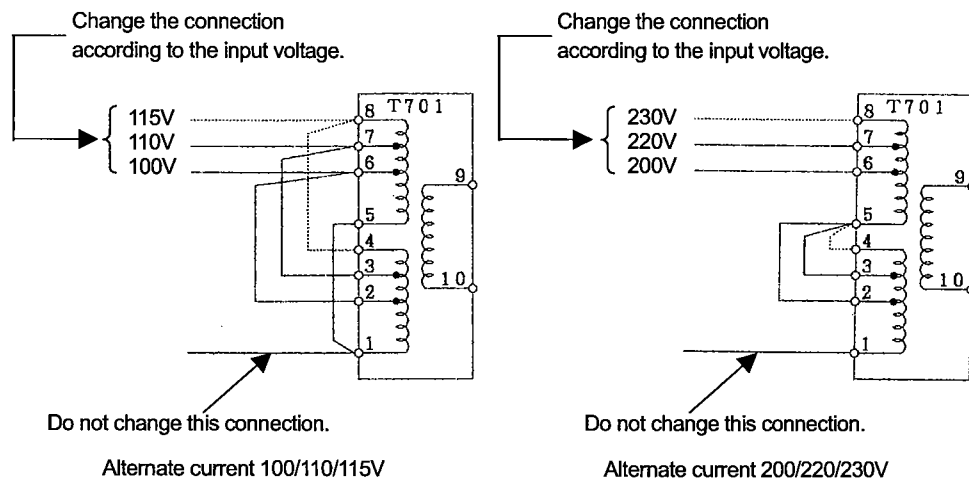 Change the connection
according to the input voltage.
115V
110V
100V
T701
8
7
6
5
4
3
2
1
9
10
Do not change this connection.
Alternate current 100/110/115V
Change the connection
according to the input voltage.
230V
220V
200V
T701
8
7
6
5
4
3
2
1
9
10
Do not change this connection.
Alternate current 200/220/230V